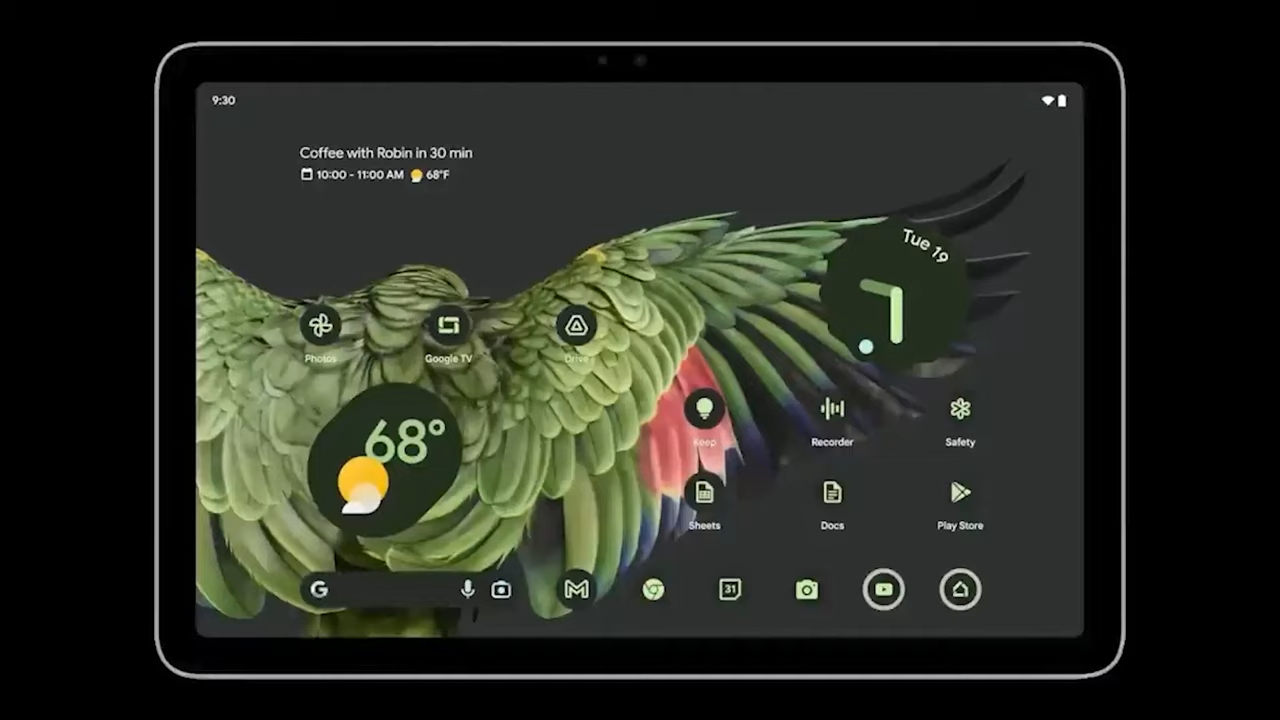 9:30
Coffee with Robin in 30 min
10:00 - 11:00 AM 68°F
Tue 19
Photos
Google TV
Drive
68°
Keep
Recorder
Safety
Sheets
Docs
Play Store
G
31